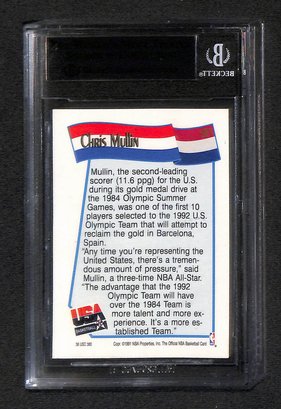 BECKETT
Chris Mullin
Mullin, the second-leading
scorer (11.6 ppg) for the U.S.
during its gold medal drive at
the 1984 Olympic Summer
Games, was one of the first 10
players selected to the 1992 U.S.
Olympic Team that will attempt to
reclaim the gold in Barcelona,
Spain.
"Any time you're representing the
United States, there's a tremen-
dous amount of pressure," said
Mullin, a three-time NBA All-Star.
"The advantage that the 1992
Olympic Team will have
over the 1984 Team is
more talent and more ex-
perience. It's a more es-
tablished Team."
USA
BASKETBALL
Copr. ©1991 NBA Properties, Inc. The Official NBA Basketball Card